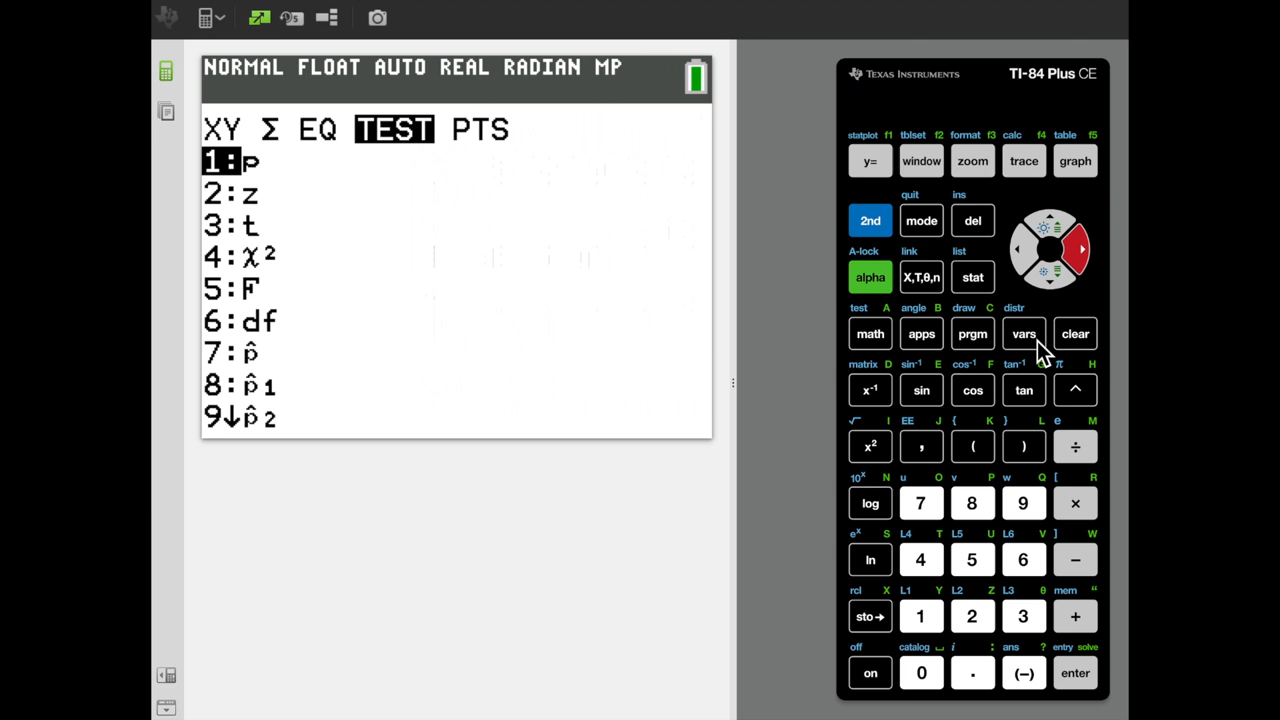 NORMAL FLOAT AUTO REAL RADIAN MP
XY Σ EQ TEST PTS
1:p
2:z
3:t
4:χ²
5:F
6:df
7:p̂
8:p̂1
9↓p̂2
TEXAS INSTRUMENTS TI-84 Plus CE
statplot f1 tblset f2 format f3 calc f4 table f5
y= window zoom trace graph
quit ins
2nd mode del
A-lock link list
alpha X,T,θ,n stat
test A angle B draw C distr
math apps prgm vars clear
matrix D sin⁻¹ E cos⁻¹ F tan⁻¹ π H
x⁻¹ sin cos tan ^
√ I EE J { K } L e M
x² , ( ) ÷
10ˣ N u O v P w Q [ R
log 7 8 9 ×
eˣ S L4 T L5 U L6 V ] W
ln 4 5 6 −
rcl X L1 Y L2 Z L3 θ mem “
sto→ 1 2 3 +
off catalog ⎵ i : ans ? entry solve
on 0 . (−) enter